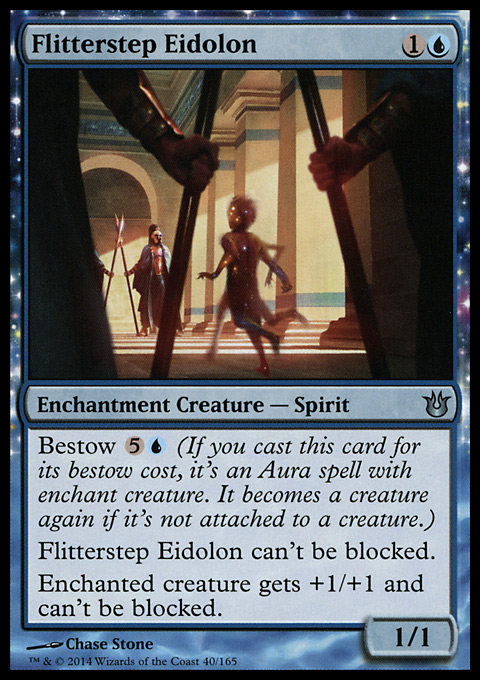 Flitterstep Eidolon 1
Enchantment Creature — Spirit
Bestow 5 (If you cast this card for
its bestow cost, it's an Aura spell with
enchant creature. It becomes a creature
again if it's not attached to a creature.)
Flitterstep Eidolon can't be blocked.
Enchanted creature gets +1/+1 and
can't be blocked.
1/1
Chase Stone
™ & © 2014 Wizards of the Coast 40/165